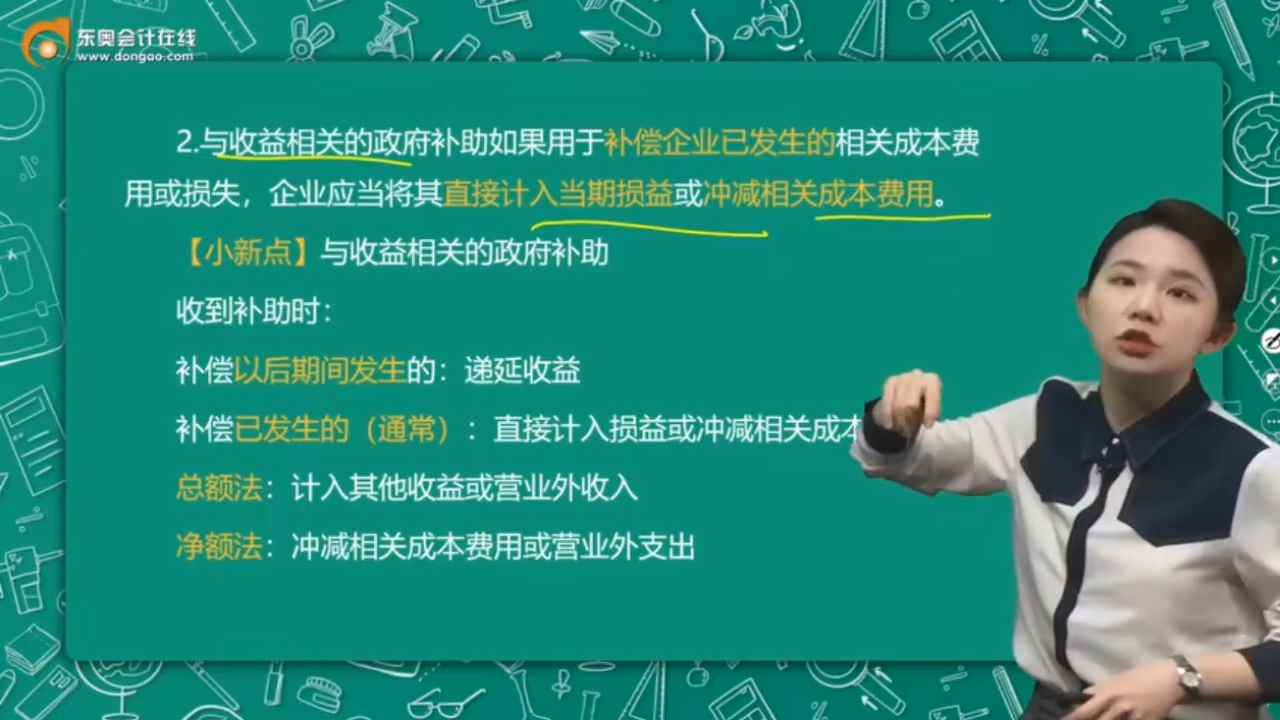 东奥会计在线
www.dongao.com
2.与收益相关的政府补助如果用于补偿企业已发生的相关成本费
用或损失，企业应当将其直接计入当期损益或冲减相关成本费用。
【小新点】与收益相关的政府补助
收到补助时：
补偿以后期间发生的：递延收益
补偿已发生的（通常）：直接计入损益或冲减相关成本
总额法：计入其他收益或营业外收入
净额法：冲减相关成本费用或营业外支出